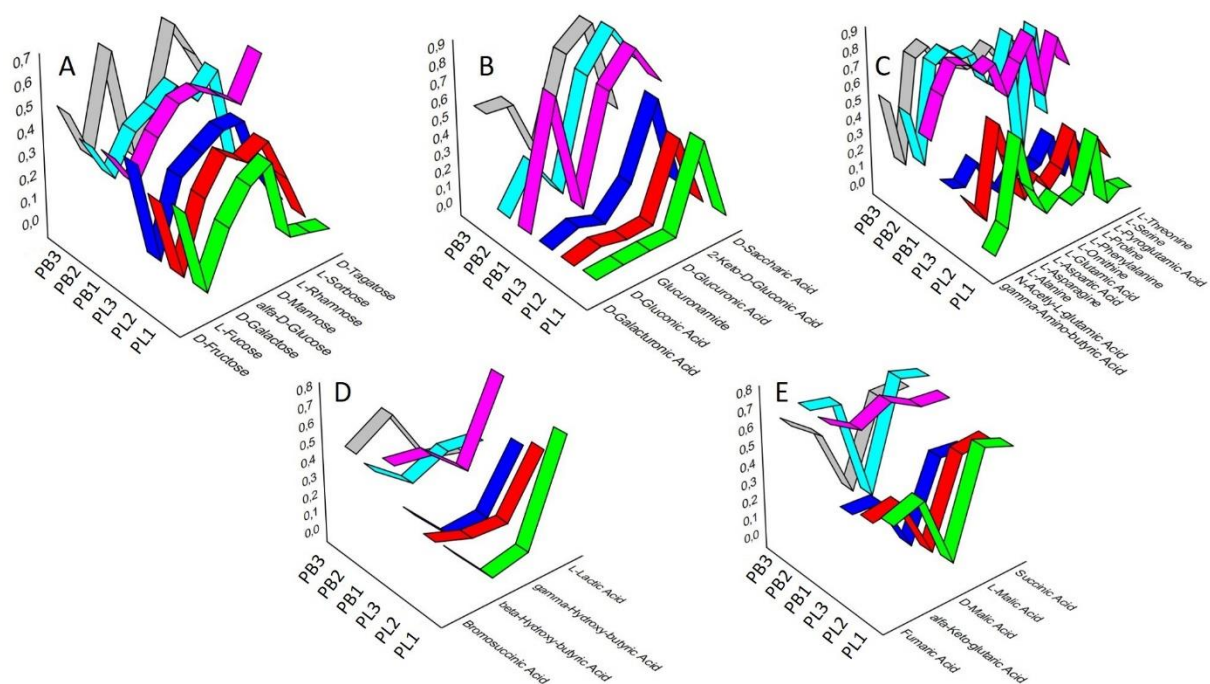 A
0,7
0,6
0,5
0,4
0,3
0,2
0,1
0,0
PB3
PB2
PB1
PL3
PL2
PL1
D-Tagatose
L-Sorbose
L-Rhamnose
D-Mannose
alfa-D-Glucose
D-Galactose
L-Fucose
D-Fructose
B
0,9
0,8
0,7
0,6
0,5
0,4
0,3
0,2
0,1
0,0
PB3
PB2
PB1
PL3
PL2
PL1
D-Saccharic Acid
2-Keto-D-Gluconic Acid
D-Glucuronic Acid
Glucuronamide
D-Gluconic Acid
D-Galacturonic Acid
C
0,9
0,8
0,7
0,6
0,5
0,4
0,3
0,2
0,1
0,0
PB3
PB2
PB1
PL3
PL2
PL1
L-Threonine
L-Serine
L-Pyroglutamic Acid
L-Proline
L-Phenylalanine
L-Ornithine
L-Glutamic Acid
L-Aspartic Acid
L-Asparagine
L-Alanine
N-Acetly-L-glutamic Acid
gamma-Amino-butyric Acid
D
0,8
0,7
0,6
0,5
0,4
0,3
0,2
0,1
0,0
PB3
PB2
PB1
PL3
PL2
PL1
L-Lactic Acid
gamma-Hydroxy-butyric Acid
beta-Hydroxy-butyric Acid
Bromosuccinic Acid
E
0,8
0,7
0,6
0,5
0,4
0,3
0,2
0,1
0,0
PB3
PB2
PB1
PL3
PL2
PL1
Succinic Acid
L-Malic Acid
D-Malic Acid
alfa-Keto-glutaric Acid
Fumaric Acid